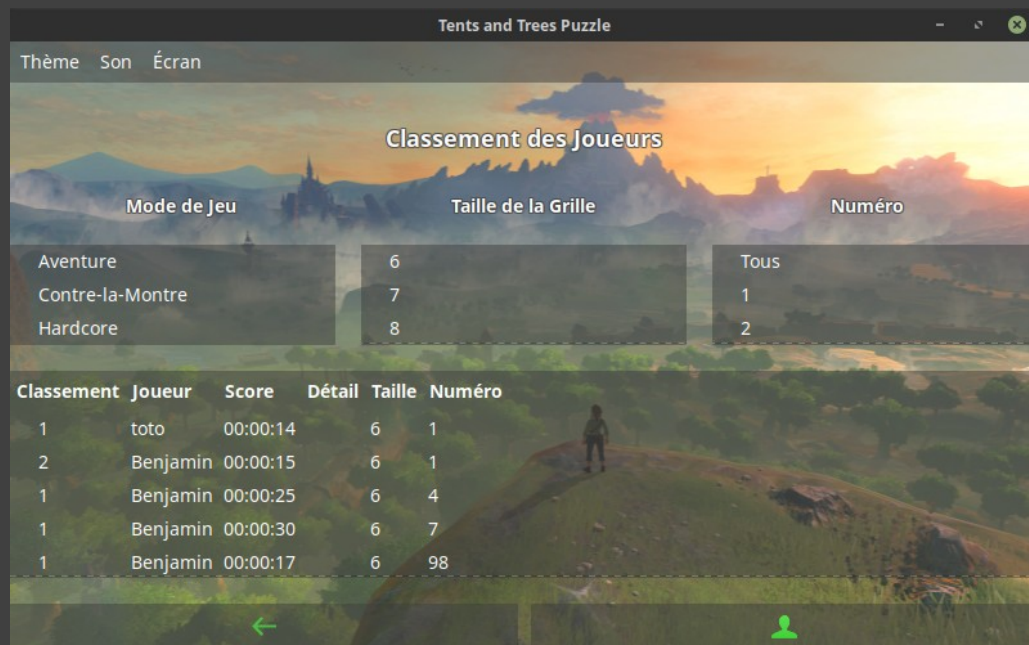 Tents and Trees Puzzle
Thème Son Écran
Classement des Joueurs
Mode de Jeu Taille de la Grille Numéro
Aventure 6 Tous
Contre-la-Montre 7 1
Hardcore 8 2
Classement Joueur Score Détail Taille Numéro
1 toto 00:00:14 6 1
2 Benjamin 00:00:15 6 1
1 Benjamin 00:00:25 6 4
1 Benjamin 00:00:30 6 7
1 Benjamin 00:00:17 6 98